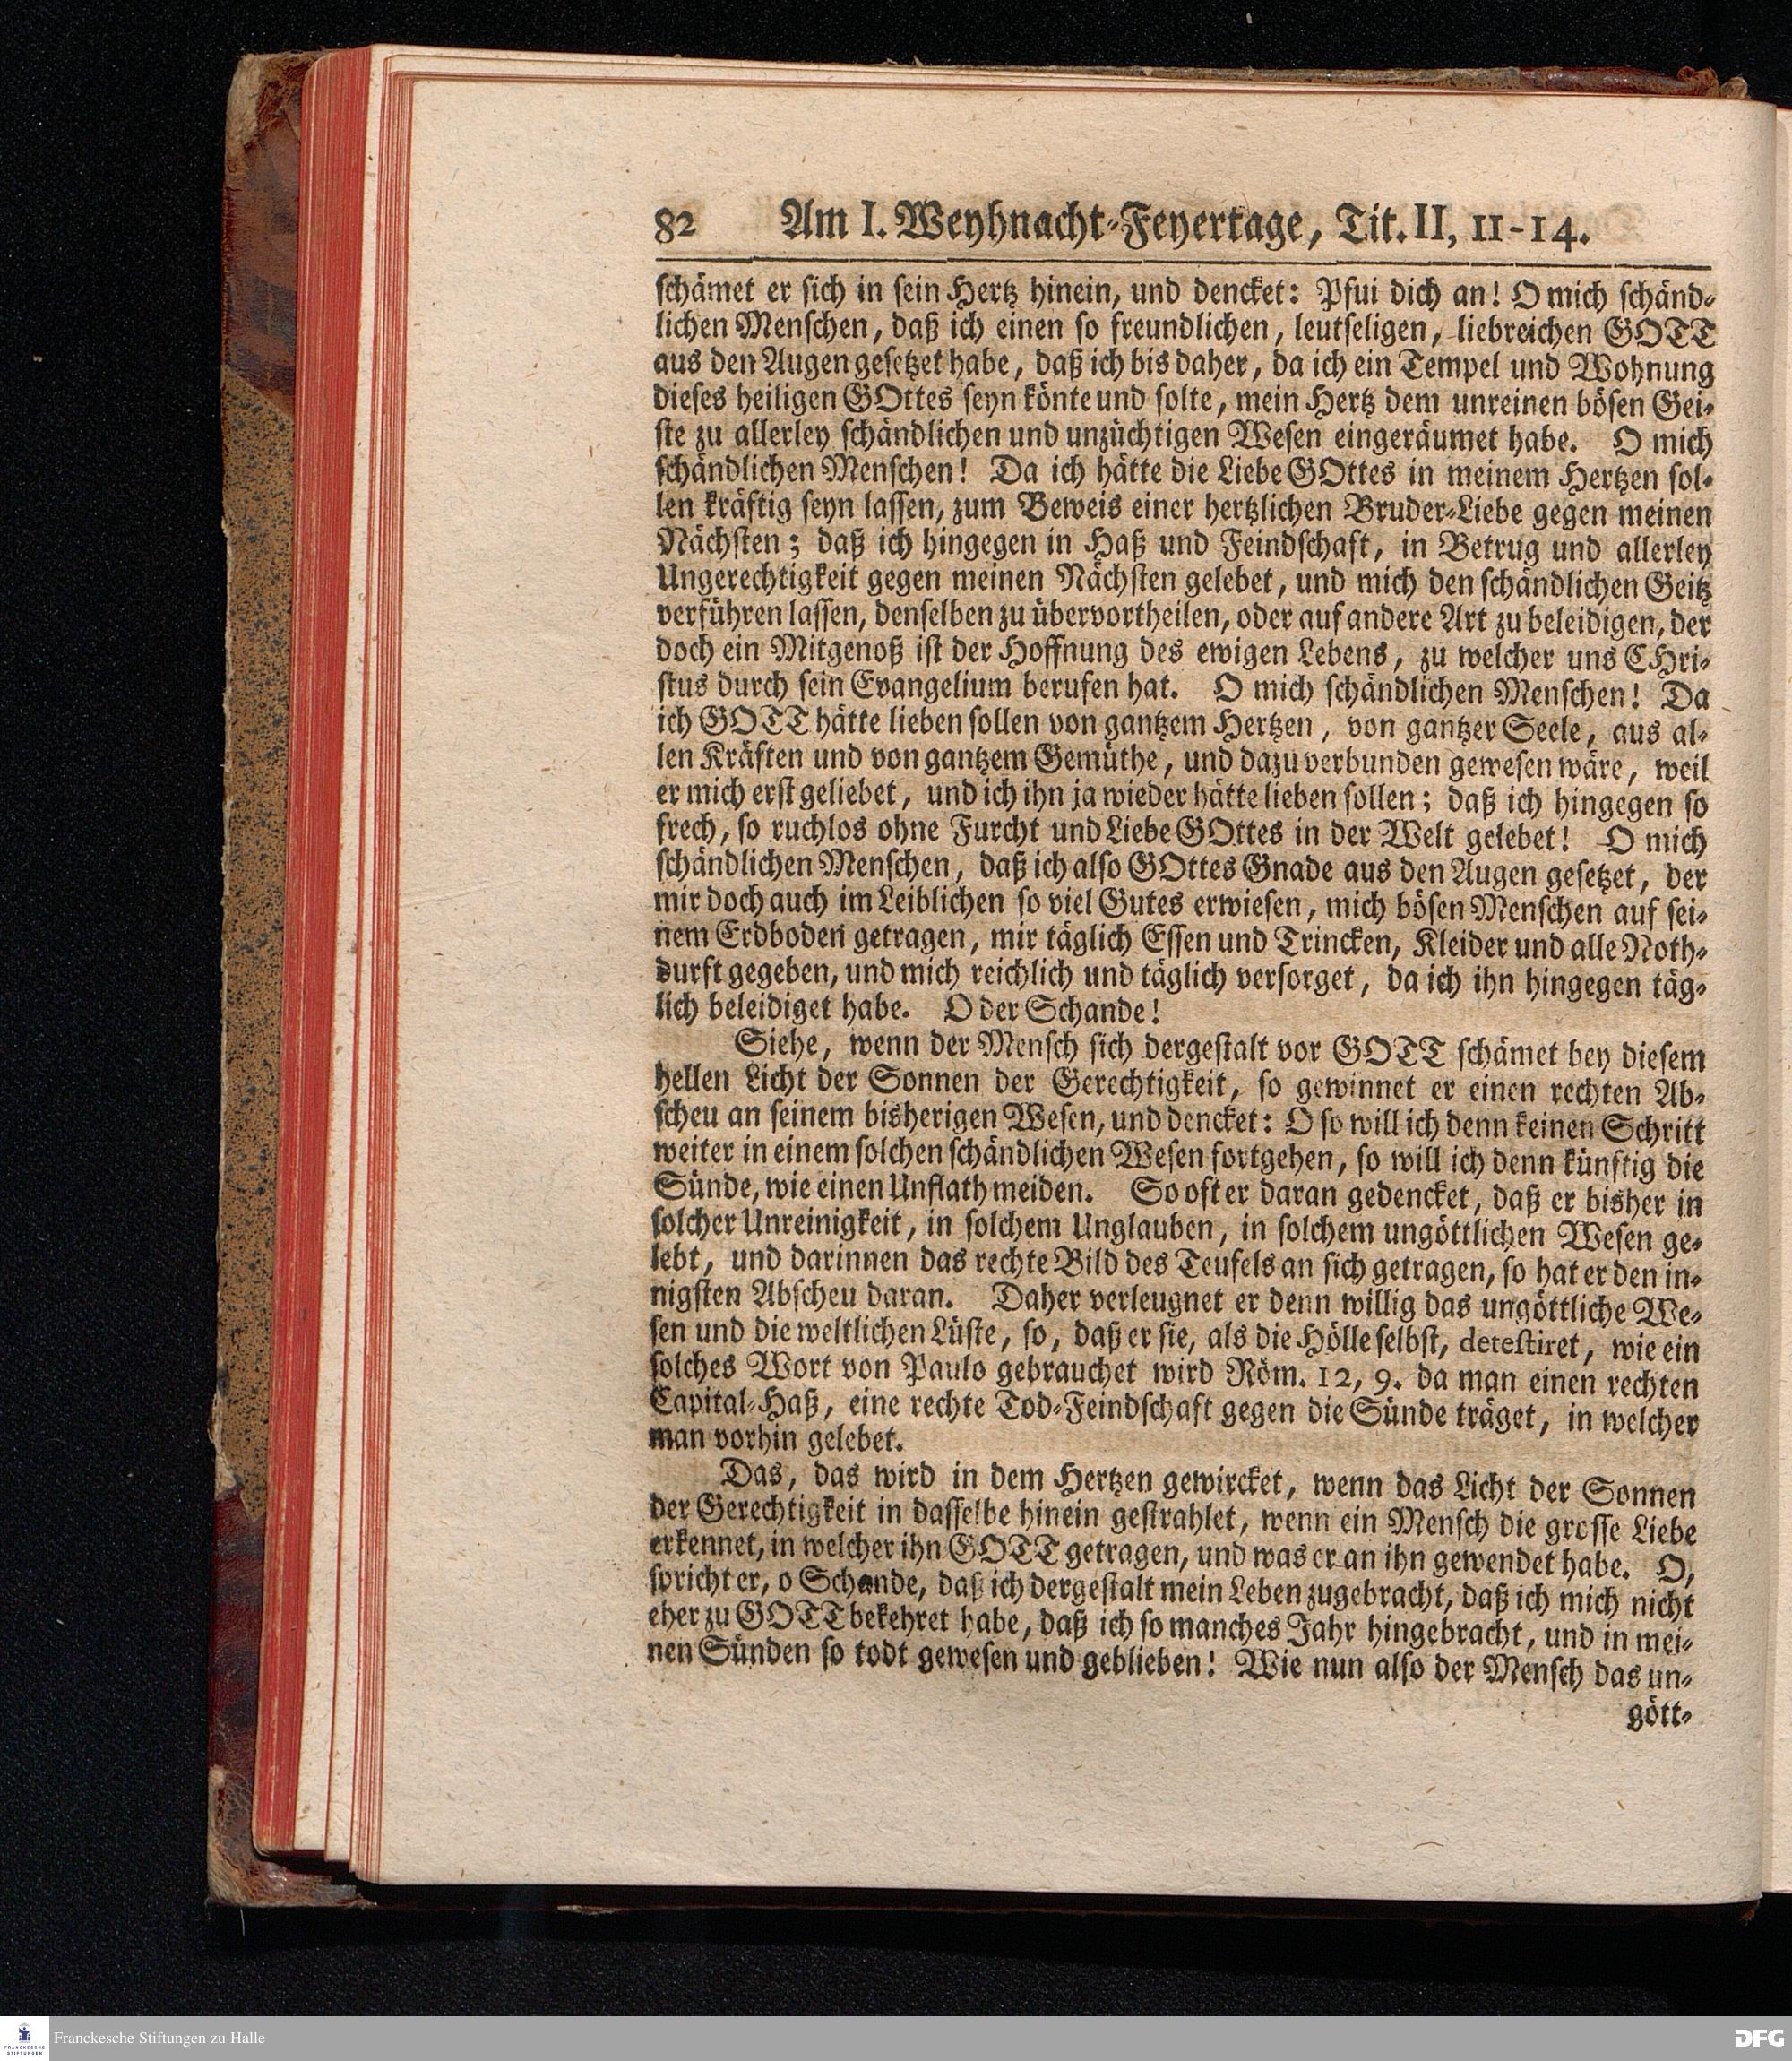 82 Am I. Weyhnacht-Feyertage, Tit. II, 11-14.
schämet er sich in sein Hertz hinein, und dencket: Pfui dich an! O mich schänd-
lichen Menschen, daß ich einen so freundlichen, leutseligen, liebreichen GOTT
aus den Augen gesetzet habe, daß ich bis daher, da ich ein Tempel und Wohnung
dieses heiligen GOttes seyn könte und solte, mein Hertz dem unreinen bösen Gei-
ste zu allerley schändlichen und unzüchtigen Wesen eingeräumet habe. O mich
schändlichen Menschen! Da ich hätte die Liebe GOttes in meinem Hertzen sol-
len kräftig seyn lassen, zum Beweis einer hertzlichen Bruder-Liebe gegen meinen
Nächsten; daß ich hingegen in Haß und Feindschaft, in Betrug und allerley
Ungerechtigkeit gegen meinen Nächsten gelebet, und mich den schändlichen Geitz
verführen lassen, denselben zu übervortheilen, oder auf andere Art zu beleidigen, der
doch ein Mitgenoß ist der Hoffnung des ewigen Lebens, zu welcher uns CHri-
stus durch sein Evangelium berufen hat. O mich schändlichen Menschen! Da
ich GOTT hätte lieben sollen von gantzem Hertzen, von gantzer Seele, aus al-
len Kräften und von gantzem Gemüthe, und dazu verbunden gewesen wäre, weil
er mich erst geliebet, und ich ihn ja wieder hätte lieben sollen; daß ich hingegen so
frech, so ruchlos ohne Furcht und Liebe GOttes in der Welt gelebet! O mich
schändlichen Menschen, daß ich also GOttes Gnade aus den Augen gesetzet, der
mir doch auch im Leiblichen so viel Gutes erwiesen, mich bösen Menschen auf sei-
nem Erdboden getragen, mir täglich Essen und Trincken, Kleider und alle Noth-
durft gegeben, und mich reichlich und täglich versorget, da ich ihn hingegen täg-
lich beleidiget habe. O der Schande!
Siehe, wenn der Mensch sich dergestalt vor GOTT schämet bey diesem
hellen Licht der Sonnen der Gerechtigkeit, so gewinnet er einen rechten Ab-
scheu an seinem bisherigen Wesen, und dencket: O so will ich denn keinen Schritt
weiter in einem solchen schändlichen Wesen fortgehen, so will ich denn künftig die
Sünde, wie einen Unflath meiden. So oft er daran gedencket, daß er bisher in
solcher Unreinigkeit, in solchem Unglauben, in solchem ungöttlichen Wesen ge-
lebt, und darinnen das rechte Bild des Teufels an sich getragen, so hat er den in-
nigsten Abscheu daran. Daher verleugnet er denn willig das ungöttliche We-
sen und die weltlichen Lüste, so, daß er sie, als die Hölle selbst, detestiret, wie ein
solches Wort von Paulo gebrauchet wird Röm. 12, 9. da man einen rechten
Capital-Haß, eine rechte Tod-Feindschaft gegen die Sünde träget, in welcher
man vorhin gelebet.
Das, das wird in dem Hertzen gewircket, wenn das Licht der Sonnen
der Gerechtigkeit in dasselbe hinein gestrahlet, wenn ein Mensch die grosse Liebe
erkennet, in welcher ihn GOTT getragen, und was er an ihn gewendet habe. O,
spricht er, o Schande, daß ich dergestalt mein Leben zugebracht, daß ich mich nicht
eher zu GOTT bekehret habe, daß ich so manches Jahr hingebracht, und in mei-
nen Sünden so todt gewesen und geblieben! Wie nun also der Mensch das un-
gött-
FRANCKESCHE STIFTUNGEN
Franckesche Stiftungen zu Halle
DFG